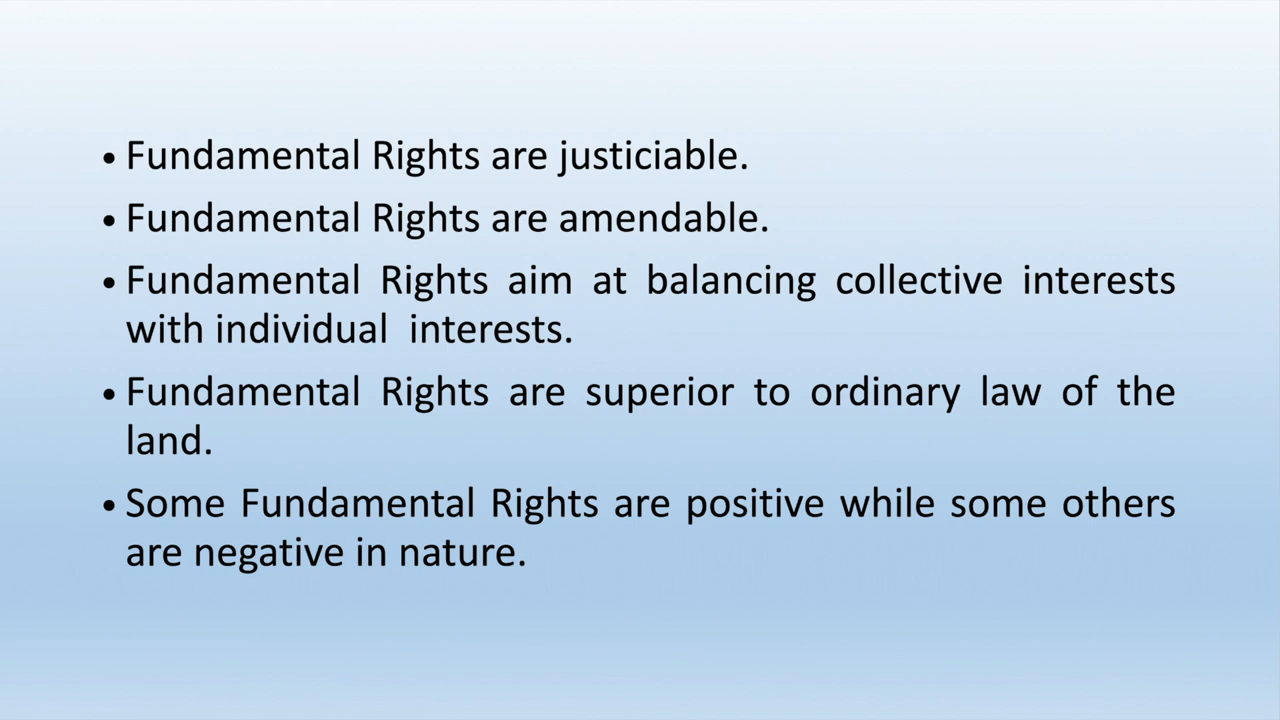 • Fundamental Rights are justiciable.
• Fundamental Rights are amendable.
• Fundamental Rights aim at balancing collective interests
with individual interests.
• Fundamental Rights are superior to ordinary law of the
land.
• Some Fundamental Rights are positive while some others
are negative in nature.